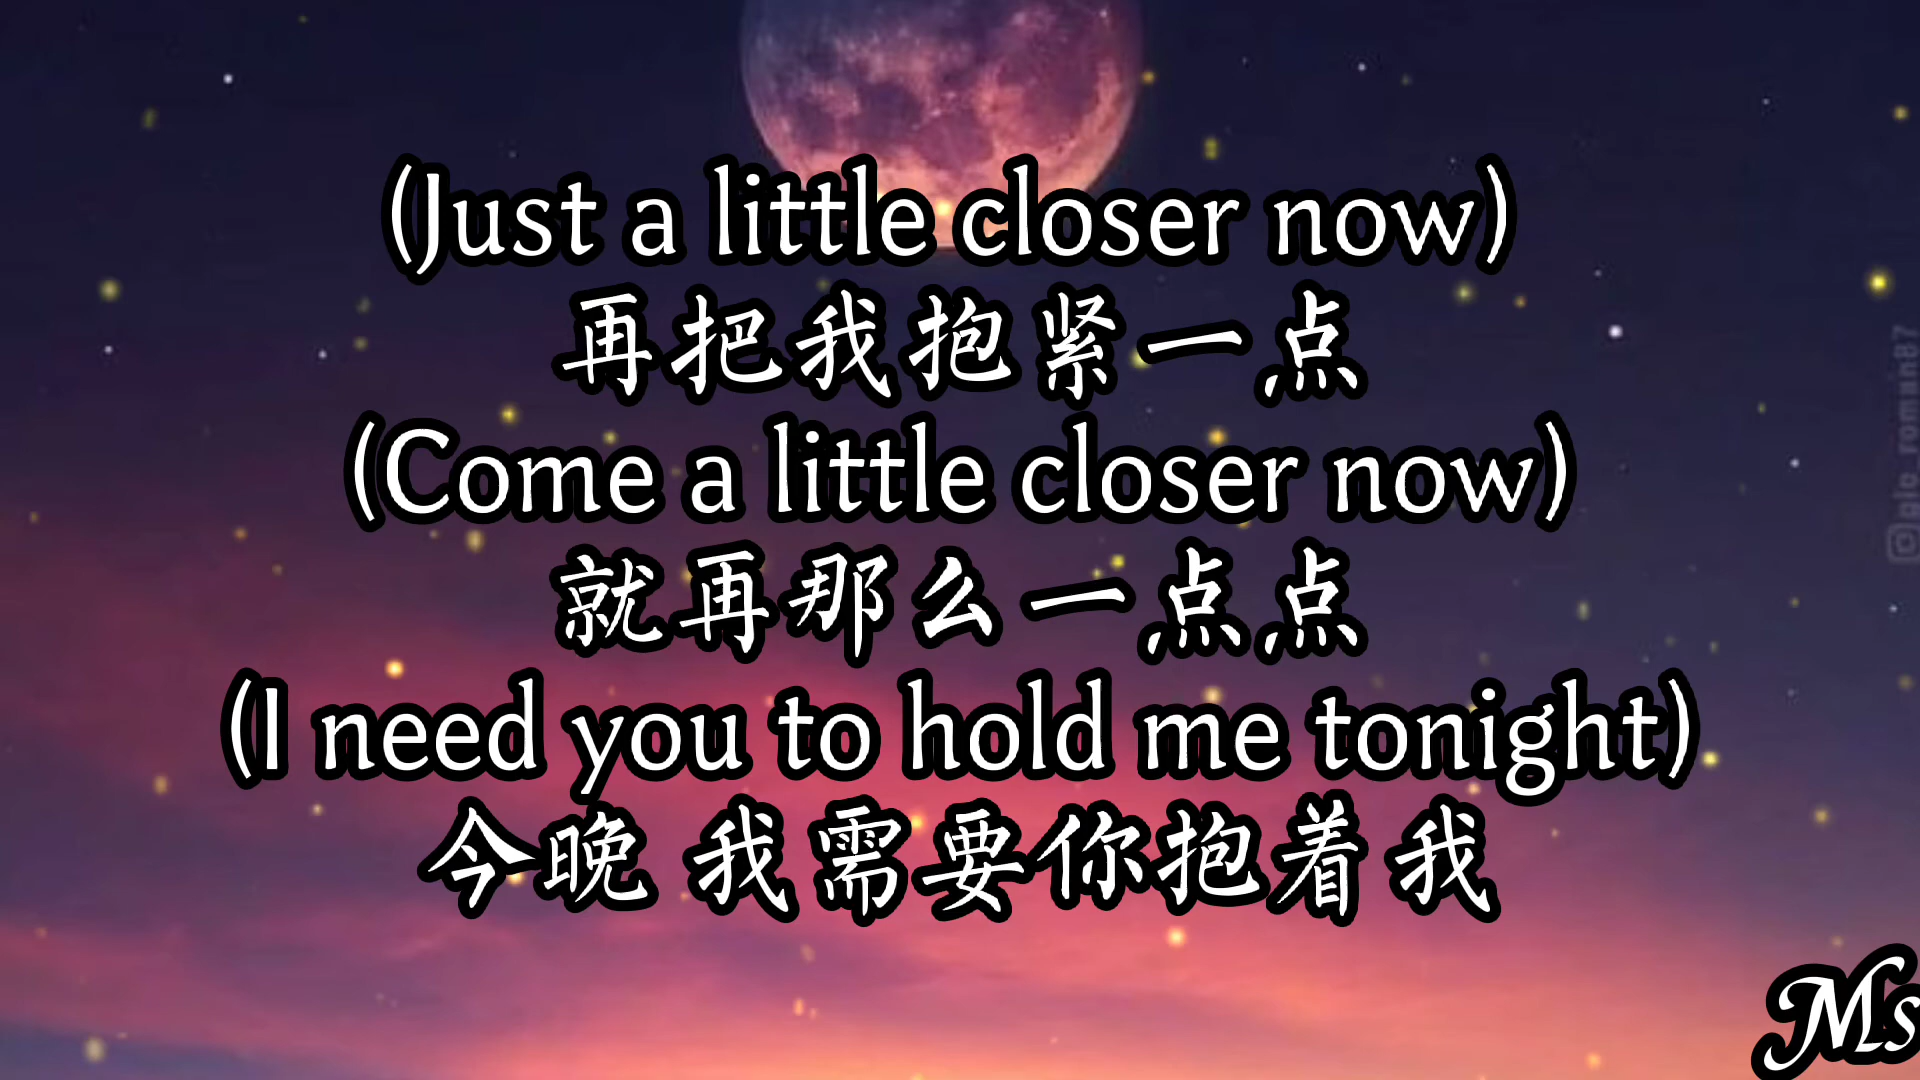 (Just a little closer now)
再把我抱紧一点
(Come a little closer now)
就再那么一点点
(I need you to hold me tonight)
今晚 我需要你抱着我
Ms
pic_roman87